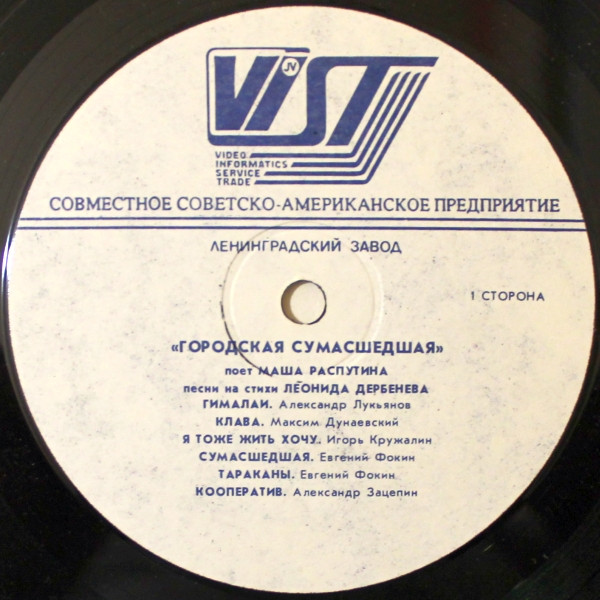 VIST
JV
VIDEO
INFORMATICS
SERVICE
TRADE
СОВМЕСТНОЕ СОВЕТСКО-АМЕРИКАНСКОЕ ПРЕДПРИЯТИЕ
ЛЕНИНГРАДСКИЙ ЗАВОД
1 СТОРОНА
«ГОРОДСКАЯ СУМАСШЕДШАЯ»
поет МАША РАСПУТИНА
песни на стихи ЛЕОНИДА ДЕРБЕНЕВА
ГИМАЛАИ. Александр Лукьянов
КЛАВА. Максим Дунаевский
Я ТОЖЕ ЖИТЬ ХОЧУ. Игорь Кружалин
СУМАСШЕДШАЯ. Евгений Фокин
ТАРАКАНЫ. Евгений Фокин
КООПЕРАТИВ. Александр Зацепин